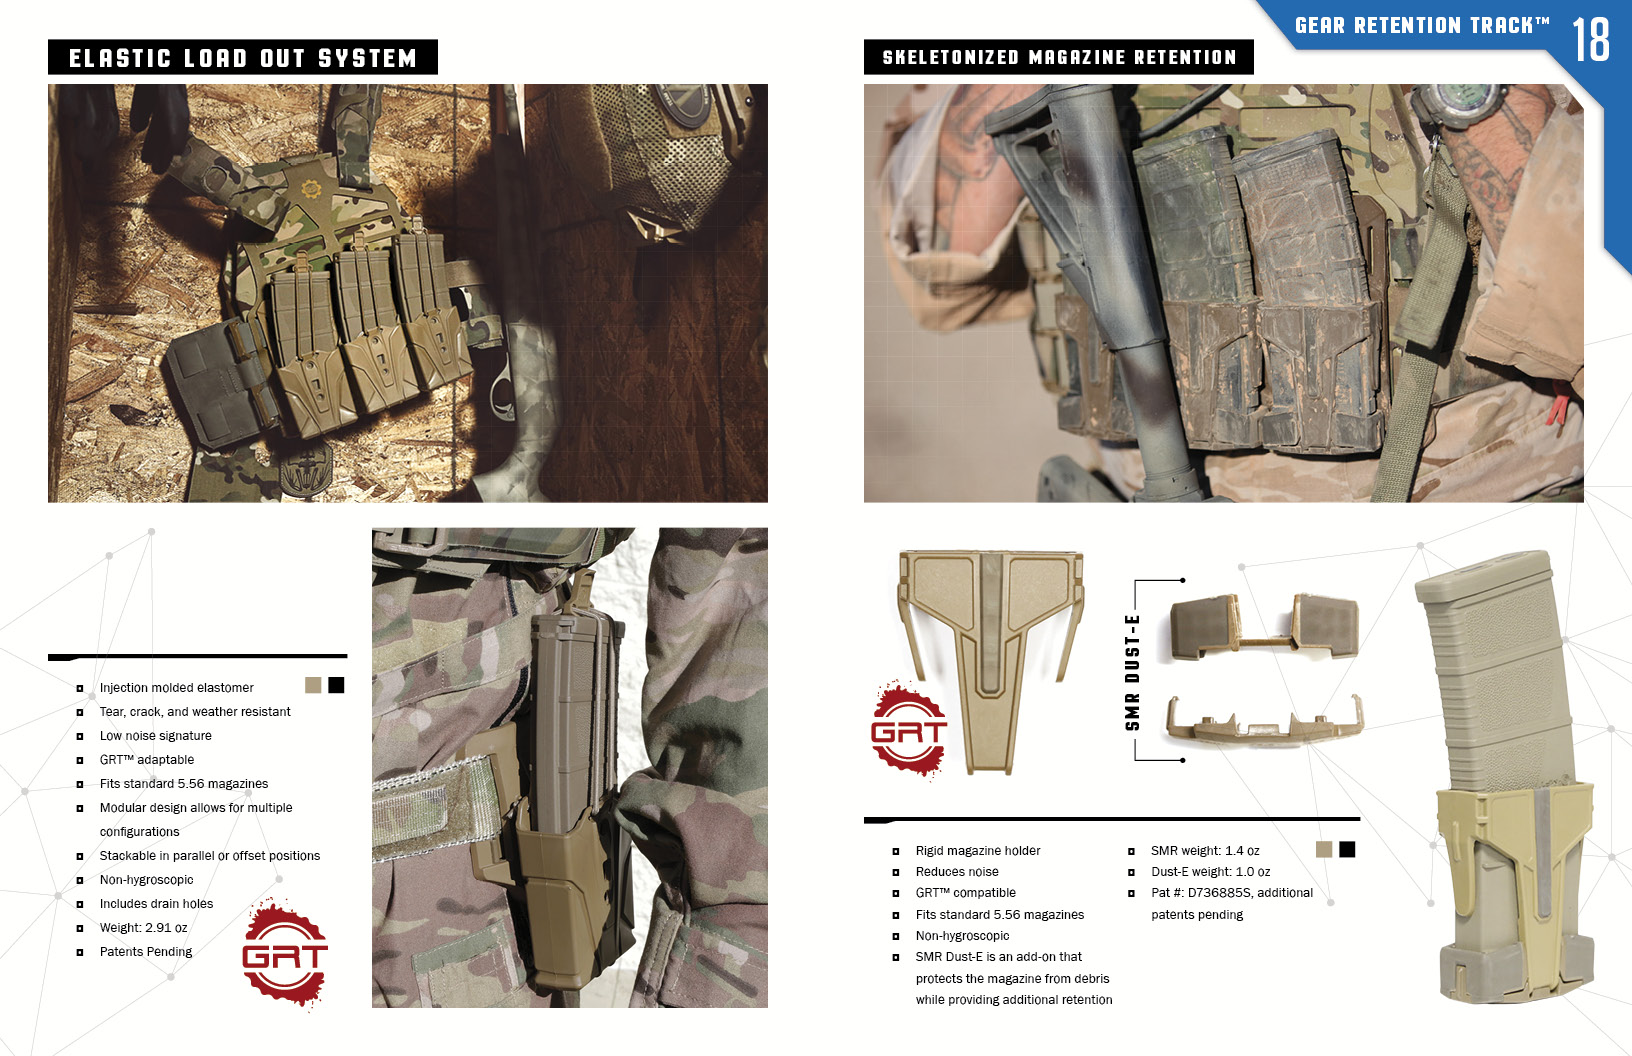 ELASTIC LOAD OUT SYSTEM
Injection molded elastomer
Tear, crack, and weather resistant
Low noise signature
GRT™ adaptable
Fits standard 5.56 magazines
Modular design allows for multiple
configurations
Stackable in parallel or offset positions
Non-hygroscopic
Includes drain holes
Weight: 2.91 oz
Patents Pending
GRT
GEAR RETENTION TRACK™
18
SKELETONIZED MAGAZINE RETENTION
GRT
SMR DUST-E
Rigid magazine holder
Reduces noise
GRT™ compatible
Fits standard 5.56 magazines
Non-hygroscopic
SMR Dust-E is an add-on that
protects the magazine from debris
while providing additional retention
SMR weight: 1.4 oz
Dust-E weight: 1.0 oz
Pat #: D736885S, additional
patents pending